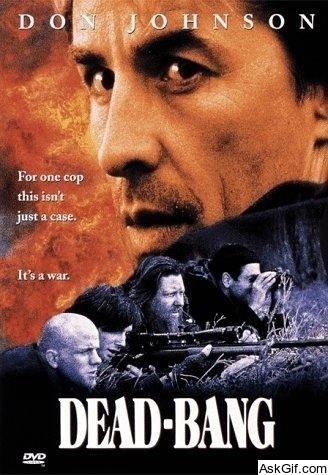 DON JOHNSON
For one cop
this isn't
just a case.
It's a war.
DEAD-BANG
DVD
AskGif.com